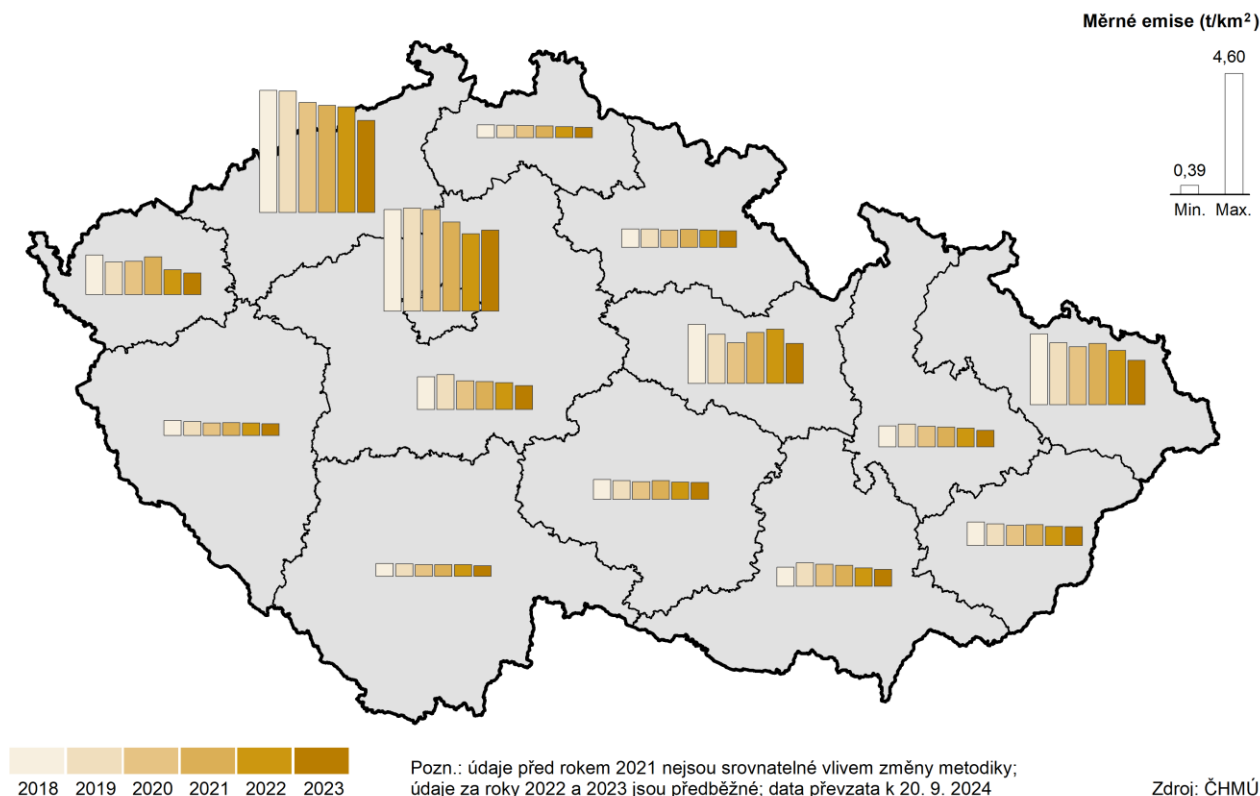 Měrné emise (t/km²)
4,60
0,39
Min. Max.
2018 2019 2020 2021 2022 2023
Pozn.: údaje před rokem 2021 nejsou srovnatelné vlivem změny metodiky;
údaje za roky 2022 a 2023 jsou předběžné; data převzata k 20. 9. 2024
Zdroj: ČHMÚ